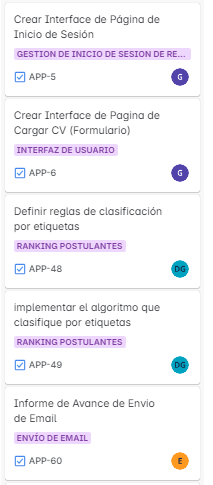 Crear Interface de Página de
Inicio de Sesión
GESTION DE INICIO DE SESION DE RE...
APP-5
G
Crear Interface de Pagina de
Cargar CV (Formulario)
INTERFAZ DE USUARIO
APP-6
G
Definir reglas de clasificación
por etiquetas
RANKING POSTULANTES
APP-48
DG
implementar el algoritmo que
clasifique por etiquetas
RANKING POSTULANTES
APP-49
DG
Informe de Avance de Envio
de Email
ENVÍO DE EMAIL
APP-60
E